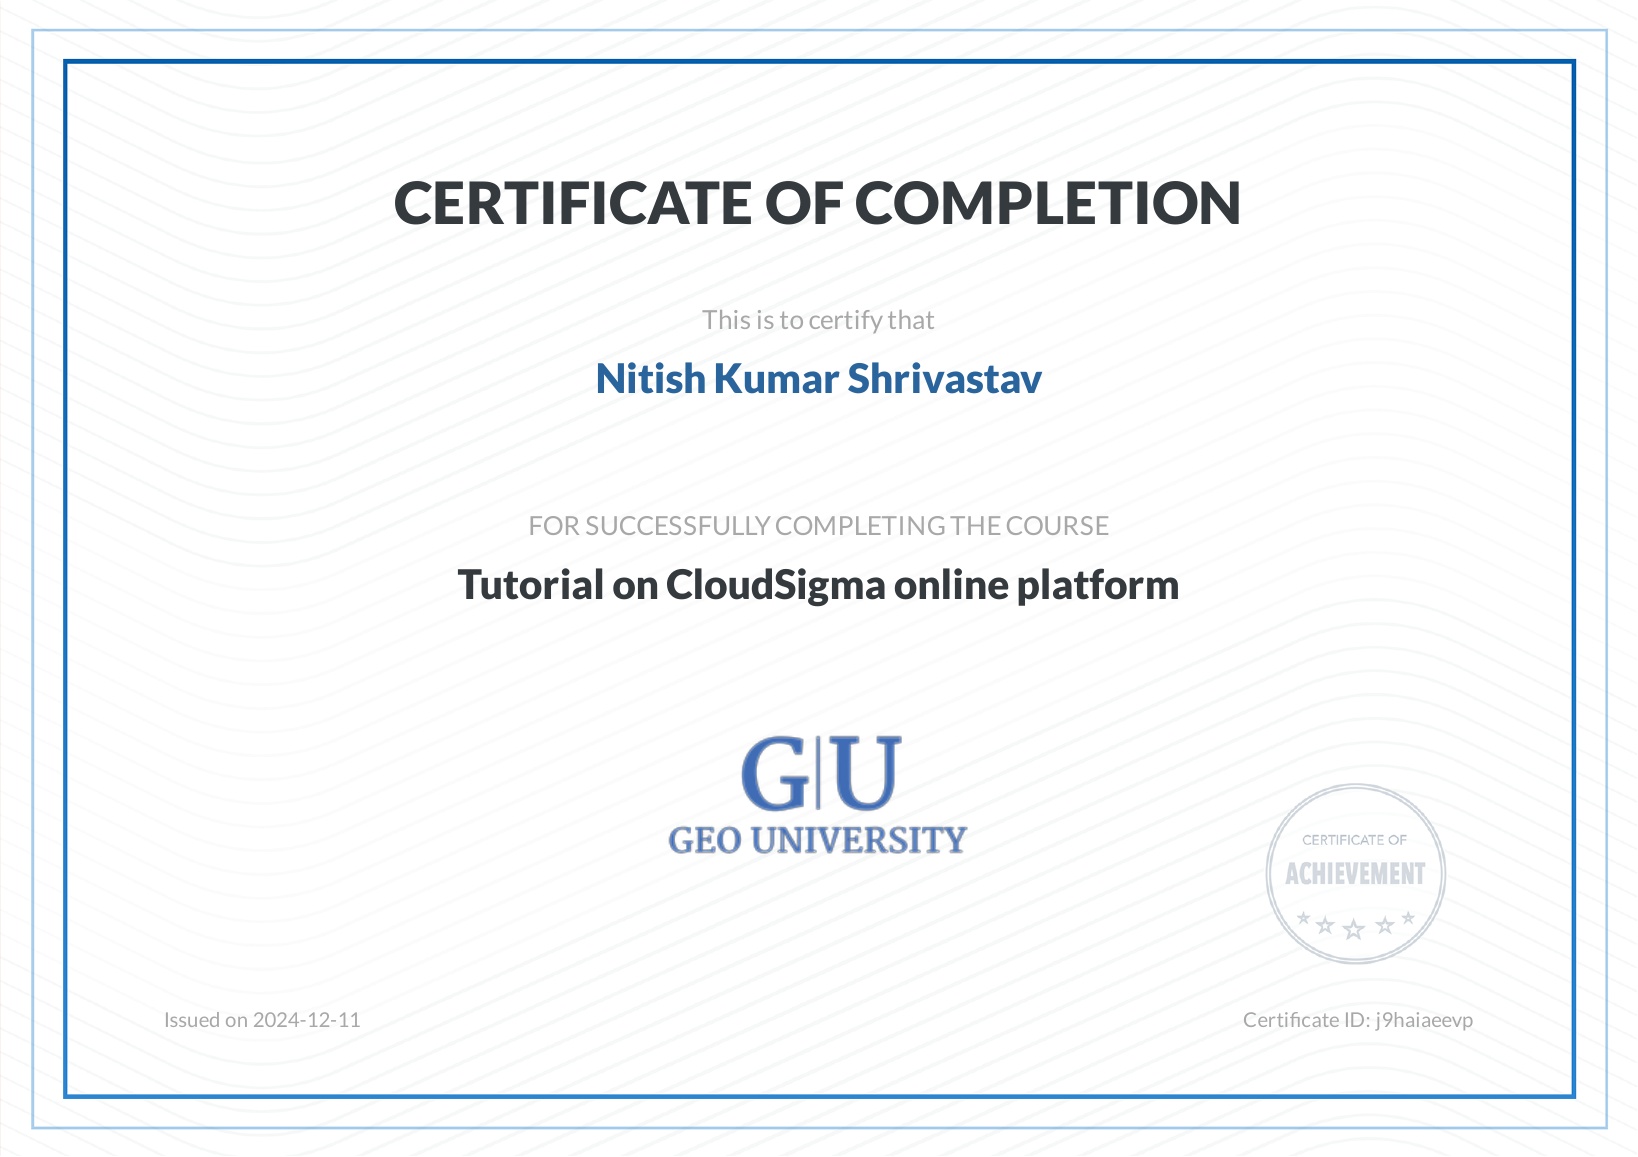 CERTIFICATE OF COMPLETION
This is to certify that
Nitish Kumar Shrivastav
FOR SUCCESSFULLY COMPLETING THE COURSE
Tutorial on CloudSigma online platform
G|U
GEO UNIVERSITY
CERTIFICATE OF
ACHIEVEMENT
Issued on 2024-12-11
Certificate ID: j9haiaeevp